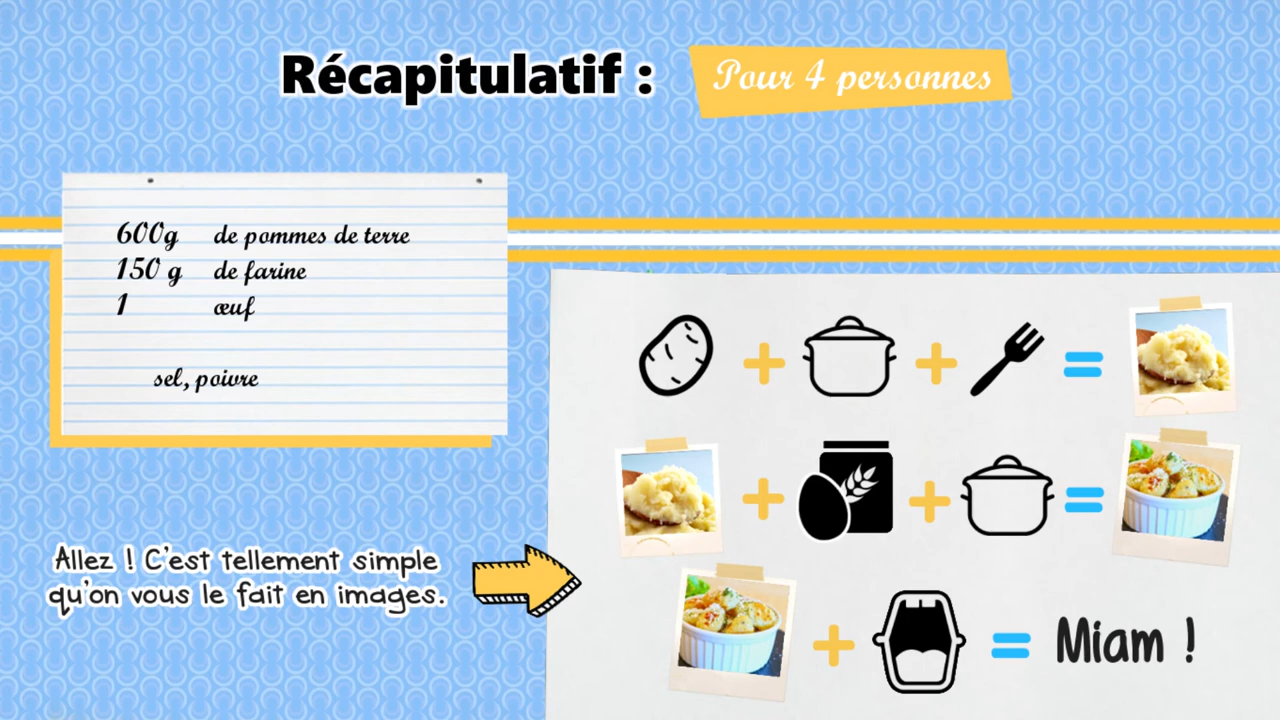 Récapitulatif :
Pour 4 personnes
600g de pommes de terre
150 g de farine
1 œuf
sel, poivre
Allez ! C'est tellement simple
qu'on vous le fait en images.
Miam !